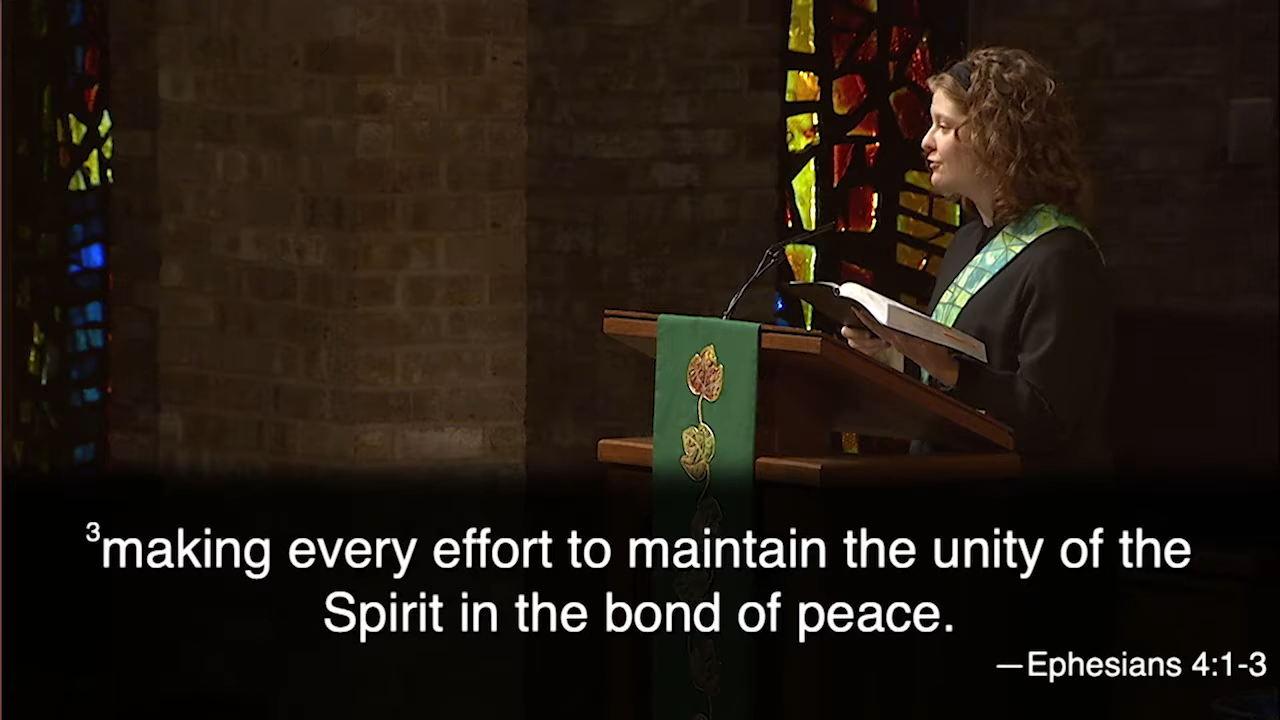 ³making every effort to maintain the unity of the
Spirit in the bond of peace.
—Ephesians 4:1-3